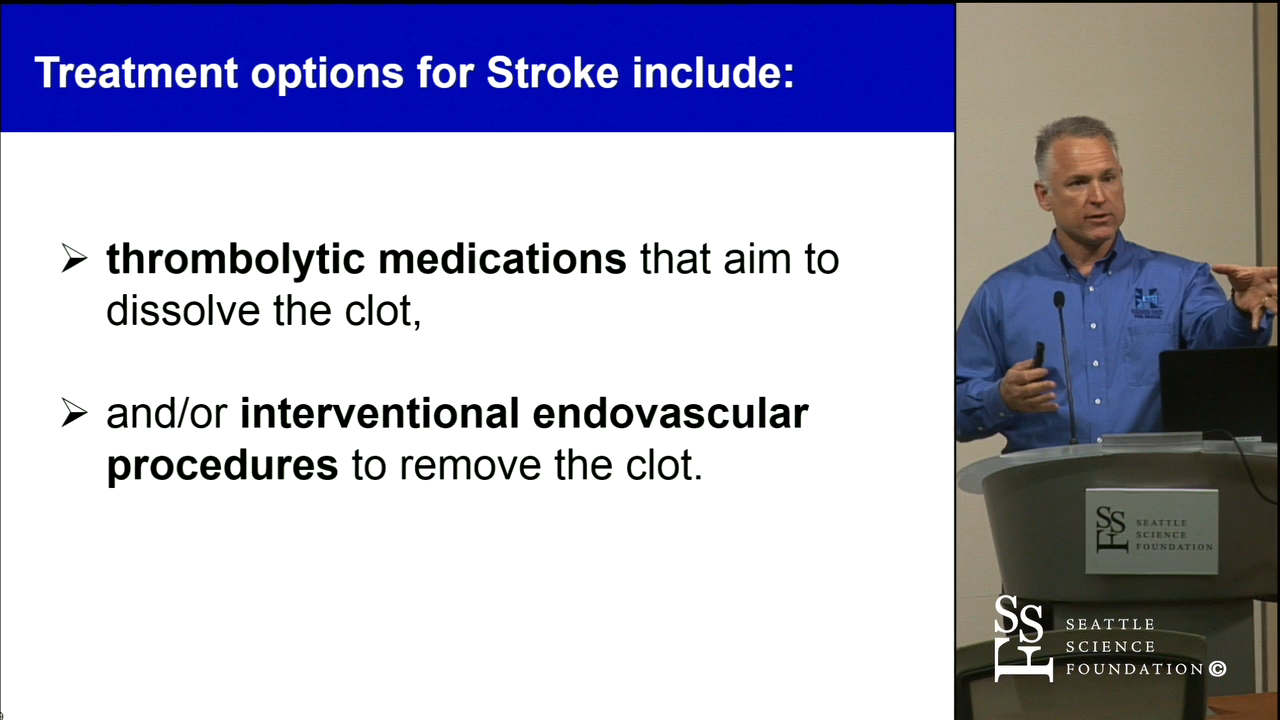 Treatment options for Stroke include:
➢ thrombolytic medications that aim to
dissolve the clot,
➢ and/or interventional endovascular
procedures to remove the clot.
SSF
SEATTLE
SCIENCE
FOUNDATION
SSF
SEATTLE
SCIENCE
FOUNDATION©